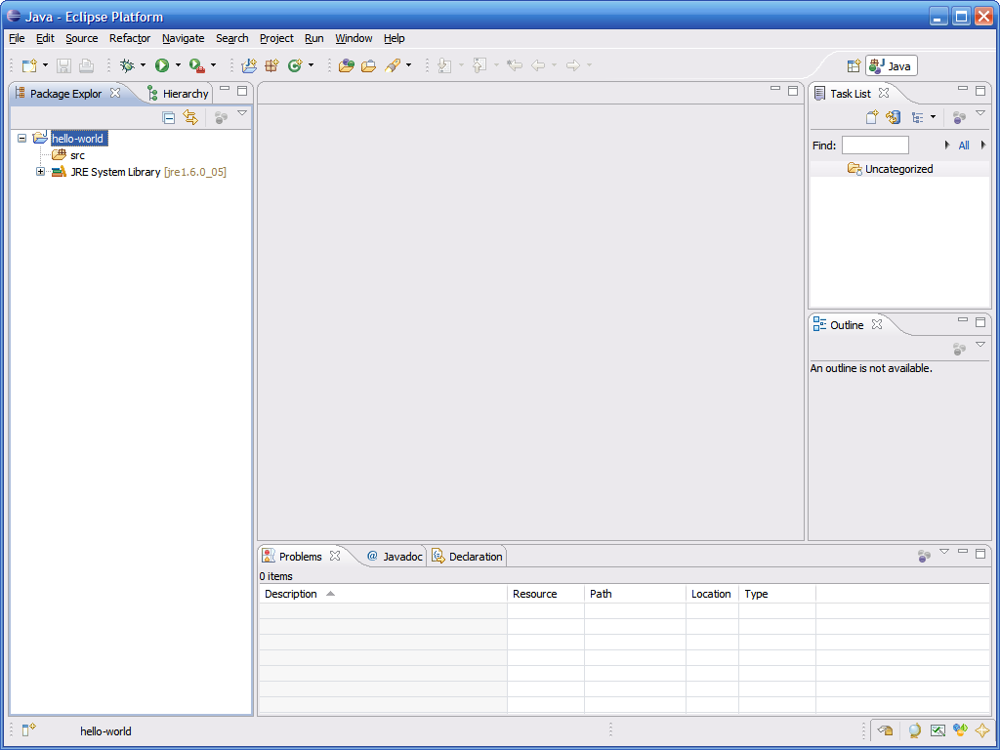 Java - Eclipse Platform
File Edit Source Refactor Navigate Search Project Run Window Help
Java
Package Explor Hierarchy
hello-world
src
JRE System Library [jre1.6.0_05]
Task List
Find: All
Uncategorized
Outline
An outline is not available.
Problems @ Javadoc Declaration
0 items
Description Resource Path Location Type
hello-world